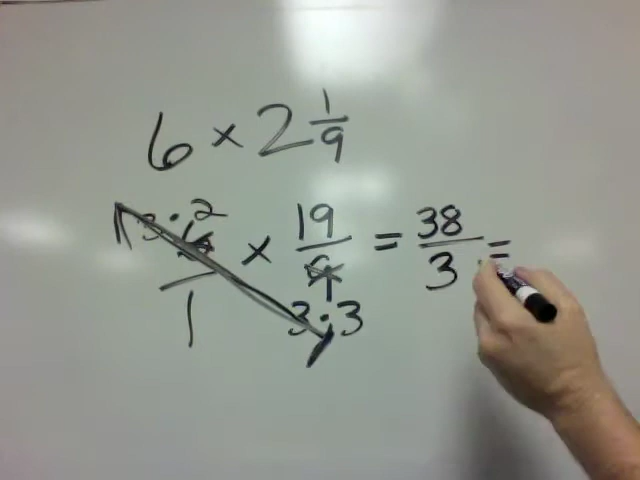 6 × 2 1/9
3·2
6/1 × 19/9 = 38/3 =
3·3